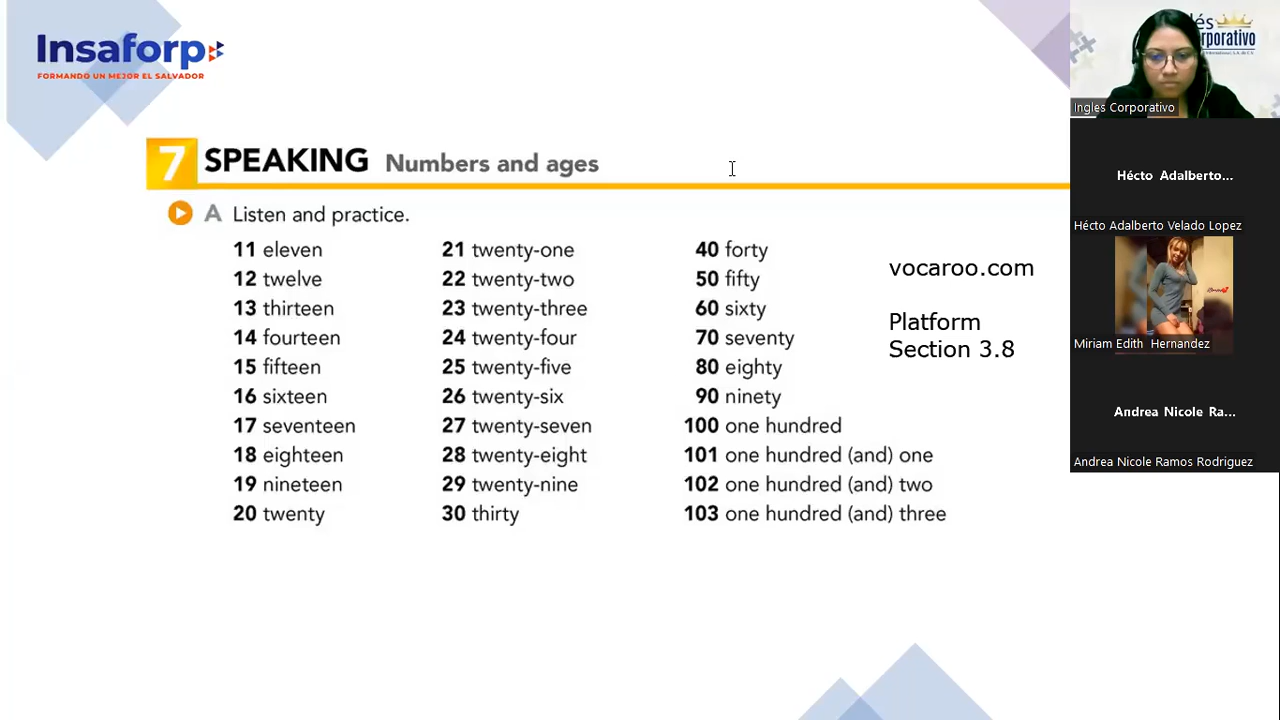 Insaforp
FORMANDO UN MEJOR EL SALVADOR
7 SPEAKING Numbers and ages
A Listen and practice.
11 eleven
12 twelve
13 thirteen
14 fourteen
15 fifteen
16 sixteen
17 seventeen
18 eighteen
19 nineteen
20 twenty
21 twenty-one
22 twenty-two
23 twenty-three
24 twenty-four
25 twenty-five
26 twenty-six
27 twenty-seven
28 twenty-eight
29 twenty-nine
30 thirty
40 forty
50 fifty
60 sixty
70 seventy
80 eighty
90 ninety
100 one hundred
101 one hundred (and) one
102 one hundred (and) two
103 one hundred (and) three
vocaroo.com
Platform
Section 3.8
Ingles Corporativo
Hécto Adalberto...
Hécto Adalberto Velado Lopez
Miriam Edith Hernandez
Andrea Nicole Ra...
Andrea Nicole Ramos Rodriguez